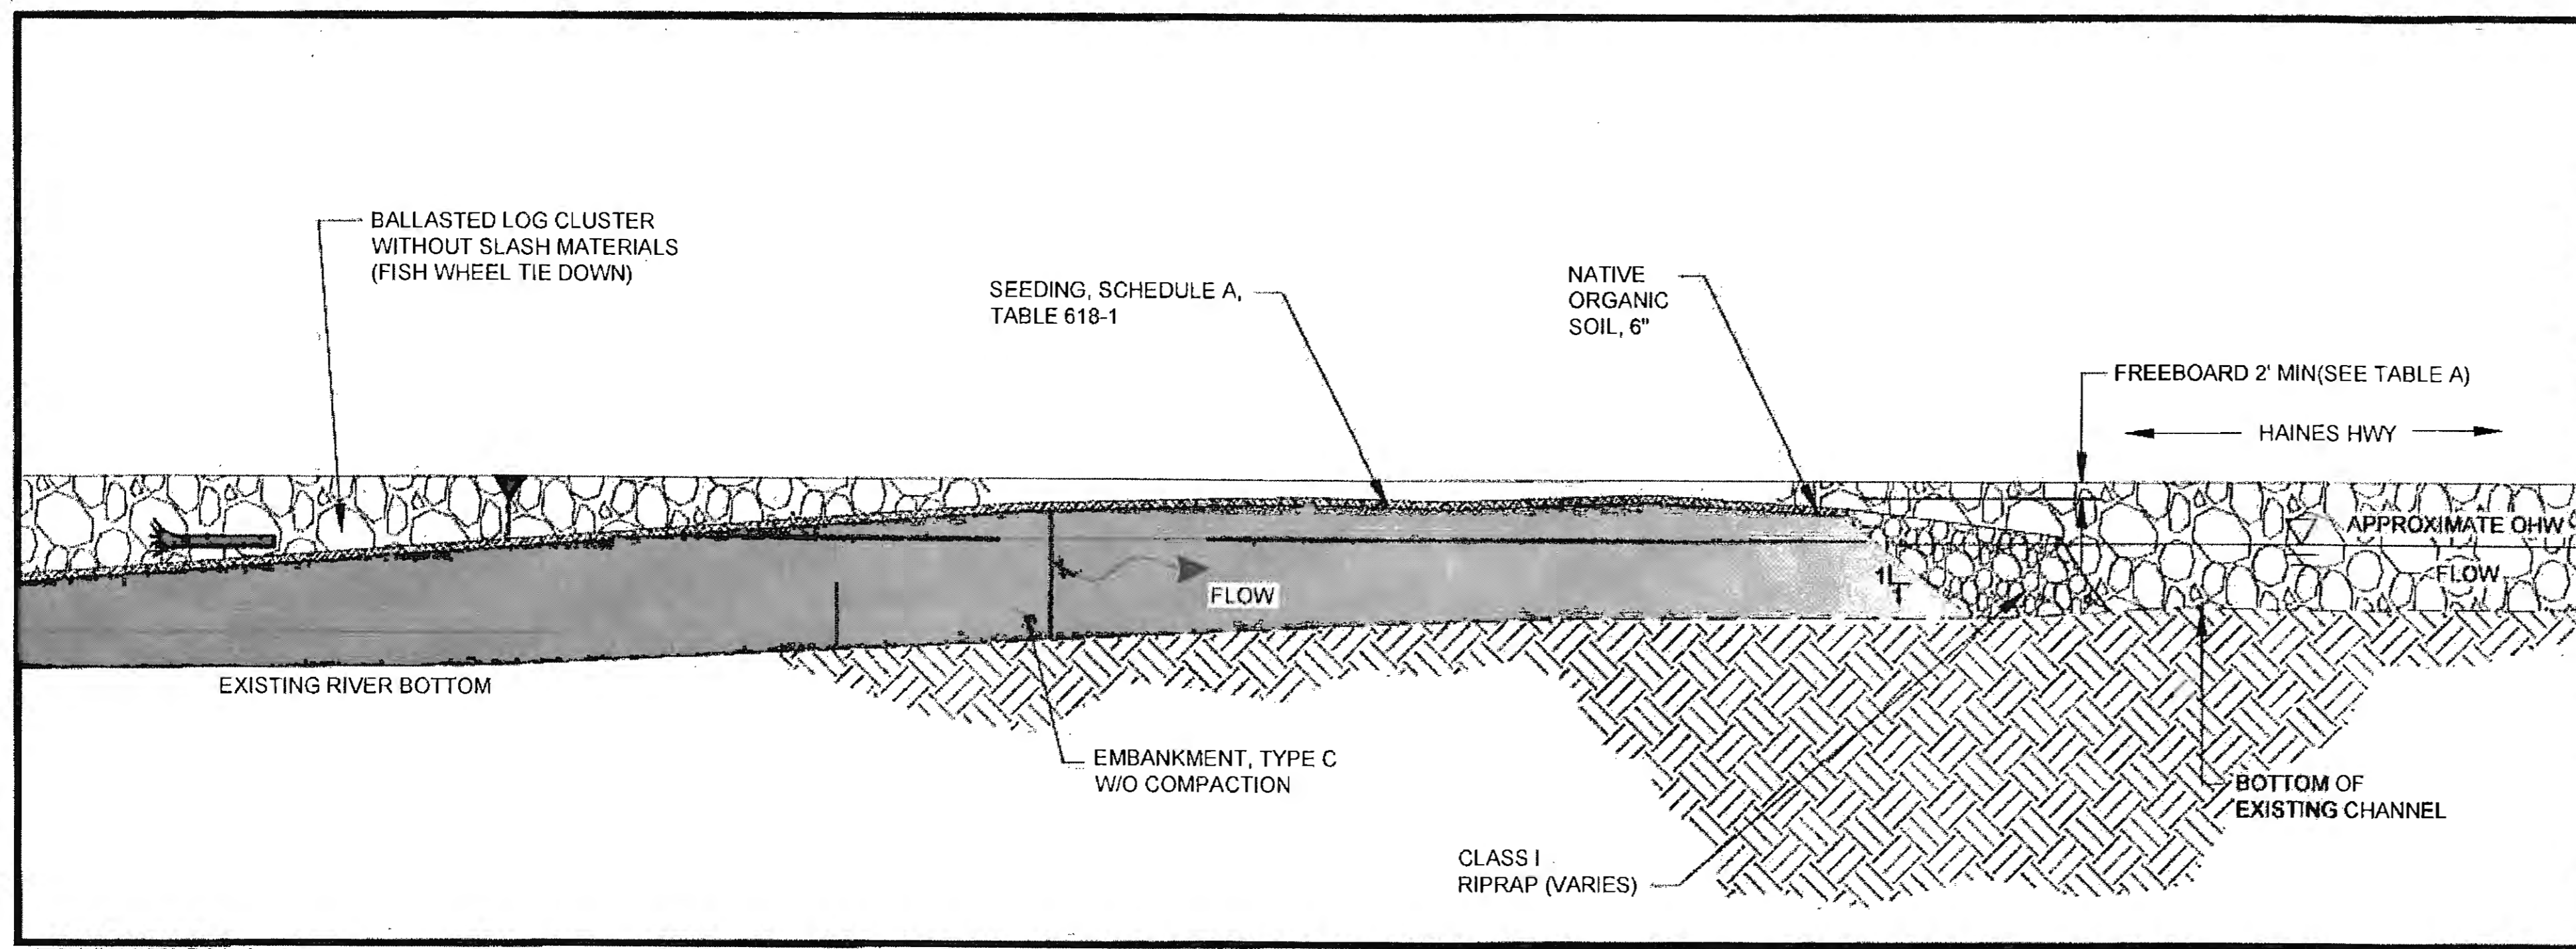 BALLASTED LOG CLUSTER
WITHOUT SLASH MATERIALS
(FISH WHEEL TIE DOWN)
SEEDING, SCHEDULE A,
TABLE 618-1
NATIVE
ORGANIC
SOIL, 6"
FREEBOARD 2' MIN(SEE TABLE A)
HAINES HWY
APPROXIMATE OHW
FLOW
FLOW
1
EXISTING RIVER BOTTOM
EMBANKMENT, TYPE C
W/O COMPACTION
BOTTOM OF
EXISTING CHANNEL
CLASS I
RIPRAP (VARIES)